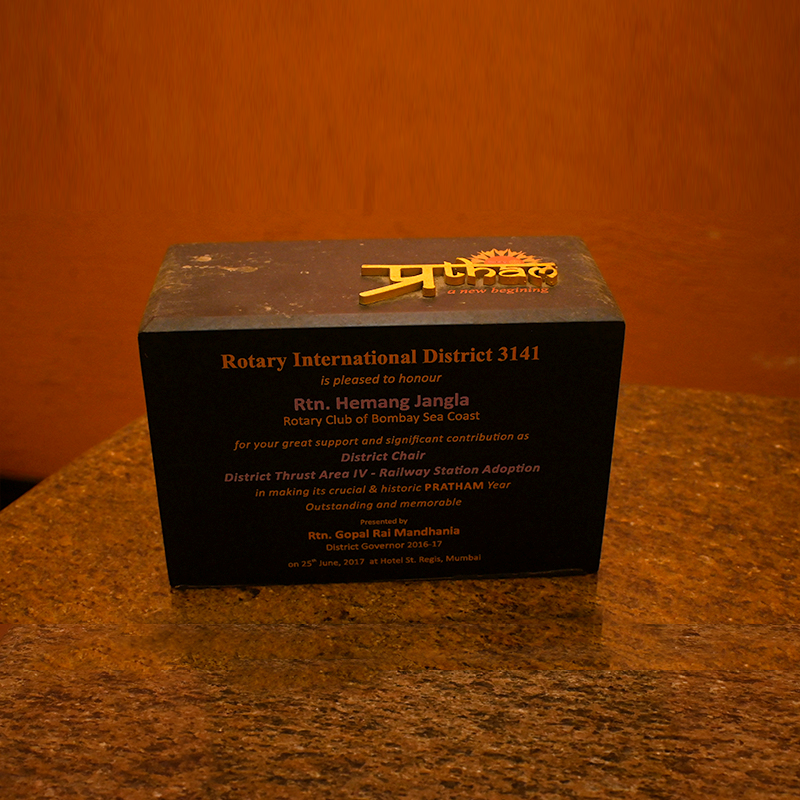 प्रtham
a new begining
Rotary International District 3141
is pleased to honour
Rtn. Hemang Jangla
Rotary Club of Bombay Sea Coast
for your great support and significant contribution as
District Chair
District Thrust Area IV - Railway Station Adoption
in making its crucial & historic PRATHAM Year
Outstanding and memorable
Presented by
Rtn. Gopal Rai Mandhania
District Governor 2016-17
on 25th June, 2017 at Hotel St. Regis, Mumbai